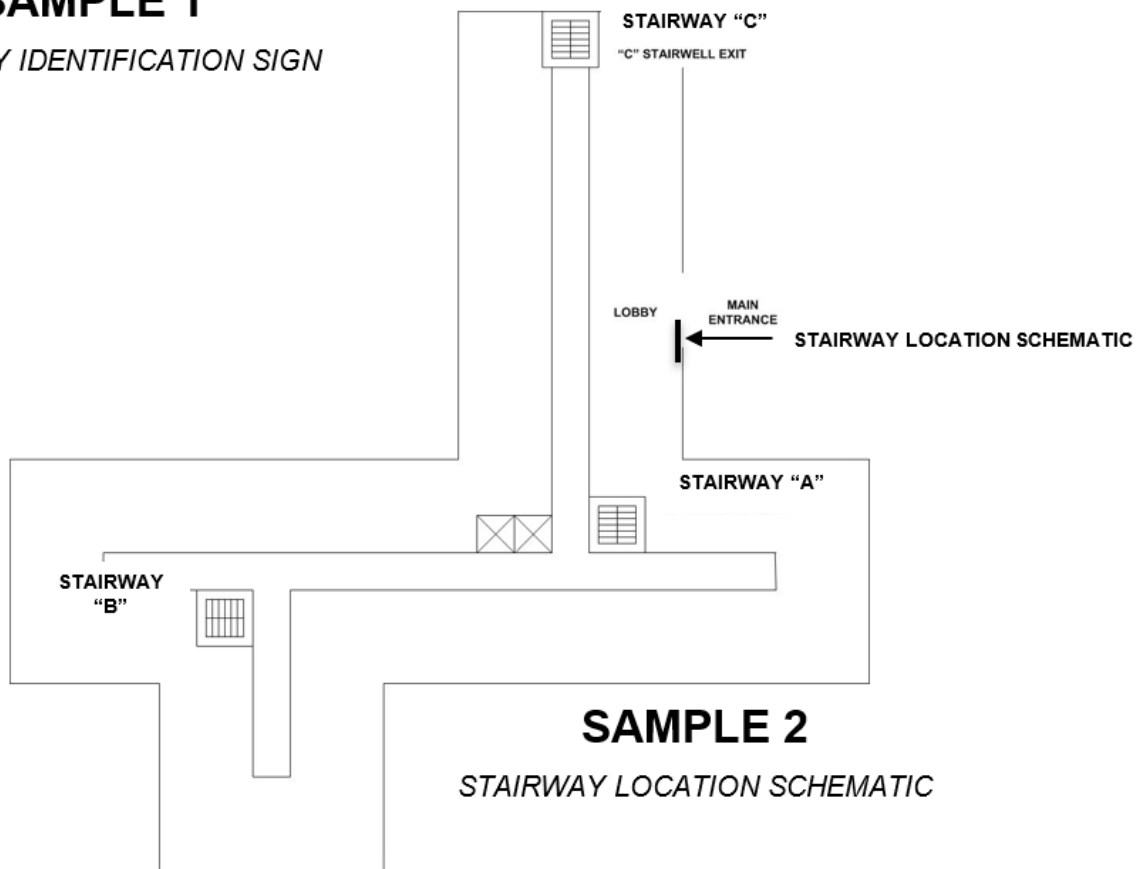 SAMPLE 1
Y IDENTIFICATION SIGN
STAIRWAY “C”
“C” STAIRWELL EXIT
LOBBY
MAIN
ENTRANCE
STAIRWAY LOCATION SCHEMATIC
STAIRWAY “A”
STAIRWAY
“B”
SAMPLE 2
STAIRWAY LOCATION SCHEMATIC